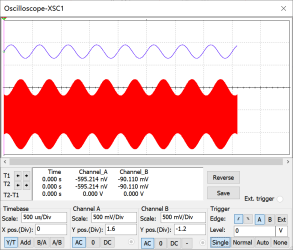 Oscilloscope-XSC1
Time Channel_A Channel_B
T1 0.000 s -595.214 mV -90.110 mV
T2 0.000 s -595.214 mV -90.110 mV
T2-T1 0.000 s 0.000 V 0.000 V
Reverse
Save
Ext. trigger
Timebase Channel A Channel B Trigger
Scale: 500 us/Div Scale: 500 mV/Div Scale: 500 mV/Div Edge: A B Ext
X pos.(Div): 0 Y pos.(Div): 1.6 Y pos.(Div): -1.2 Level: 0 V
Y/T Add B/A A/B AC 0 DC AC 0 DC - Single Normal Auto None